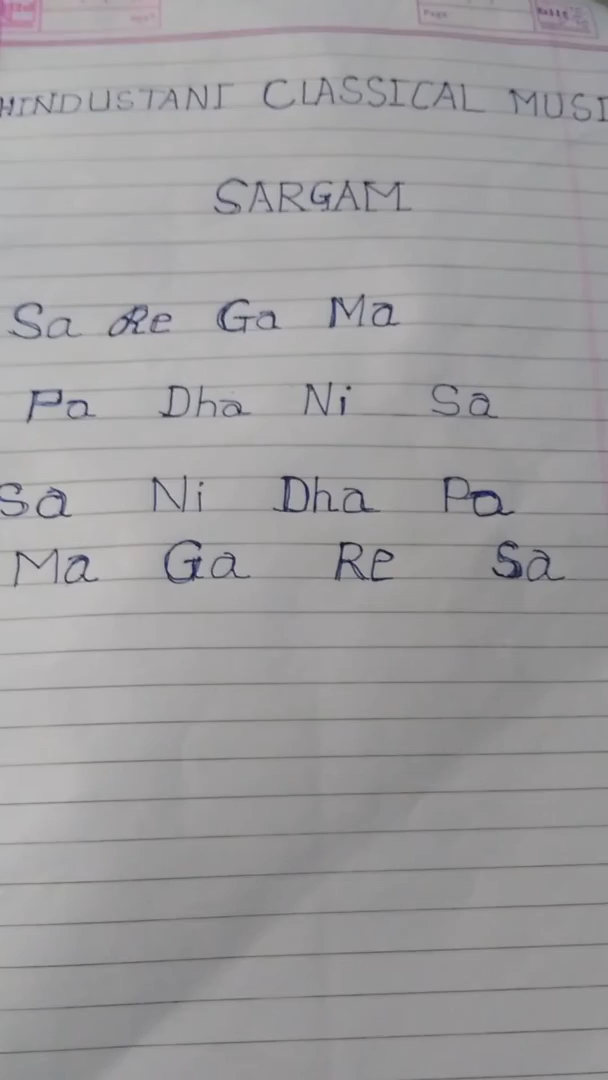 HINDUSTANI CLASSICAL MUSI
SARGAM
Sa Re Ga Ma
Pa Dha Ni Sa
Sa Ni Dha Pa
Ma Ga Re Sa
Page